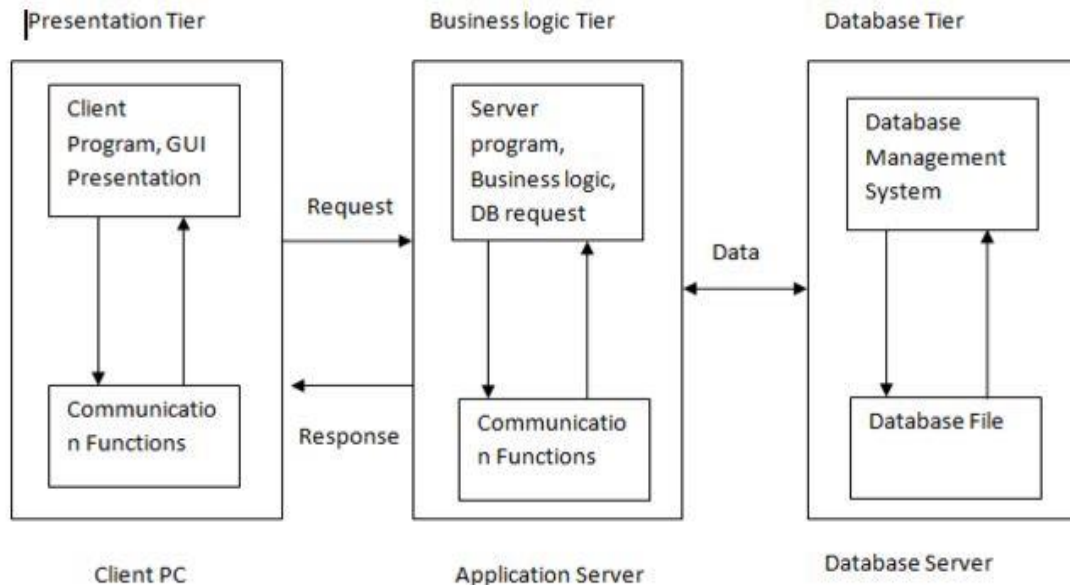 Presentation Tier
Business logic Tier
Database Tier
Client
Program, GUI
Presentation
Server
program,
Business logic,
DB request
Database
Management
System
Request
Data
Communicatio
n Functions
Response
Communicatio
n Functions
Database File
Client PC
Application Server
Database Server